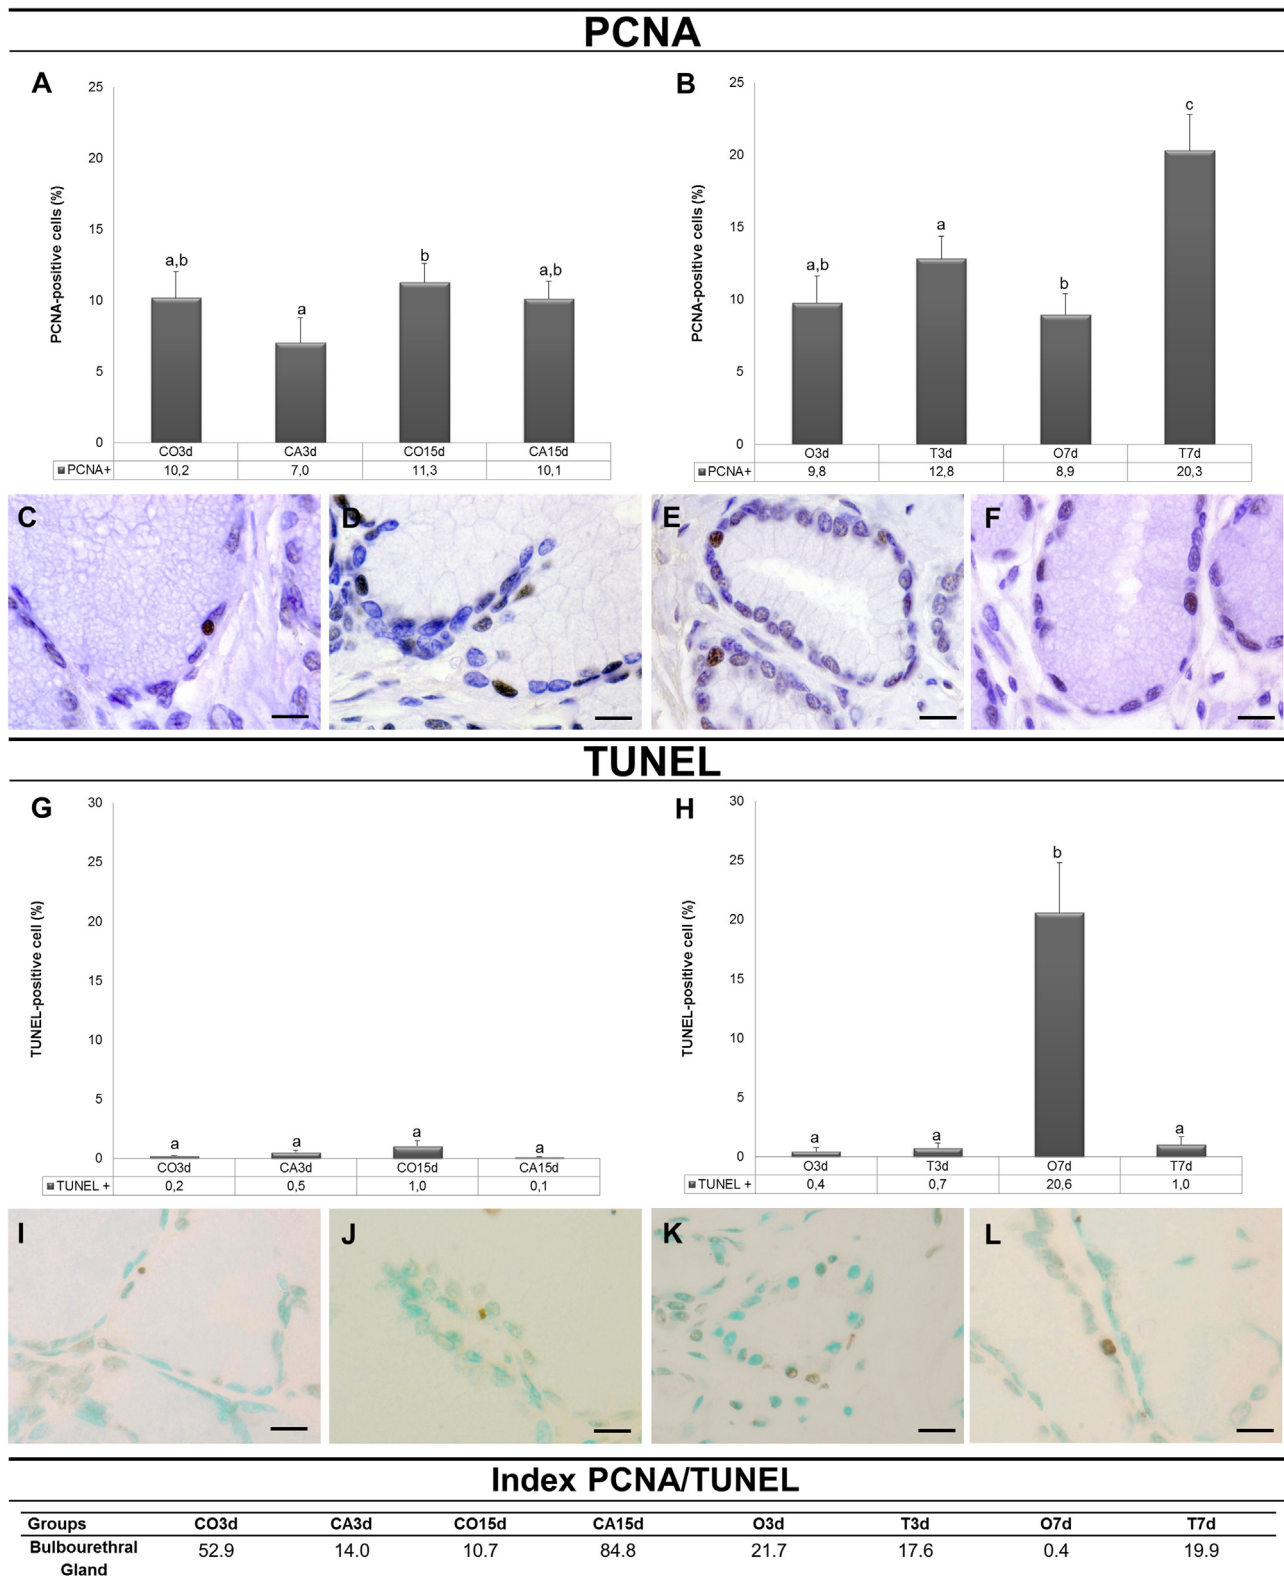 PCNA
A
25
20
15
10
5
0
PCNA-positive cells (%)
a,b
a
b
a,b
CO3d CA3d CO15d CA15d
PCNA+ 10,2 7,0 11,3 10,1
B
25
20
15
10
5
0
PCNA-positive cells (%)
a,b
a
b
c
O3d T3d O7d T7d
PCNA+ 9,8 12,8 8,9 20,3
C D E F
TUNEL
G
30
25
20
15
10
5
0
TUNEL-positive cell (%)
a
a
a
a
CO3d CA3d CO15d CA15d
TUNEL + 0,2 0,5 1,0 0,1
H
30
25
20
15
10
5
0
TUNEL-positive cell (%)
a
a
b
a
O3d T3d O7d T7d
TUNEL + 0,4 0,7 20,6 1,0
I J K L
Index PCNA/TUNEL
Groups CO3d CA3d CO15d CA15d O3d T3d O7d T7d
Bulbourethral 52.9 14.0 10.7 84.8 21.7 17.6 0.4 19.9
Gland